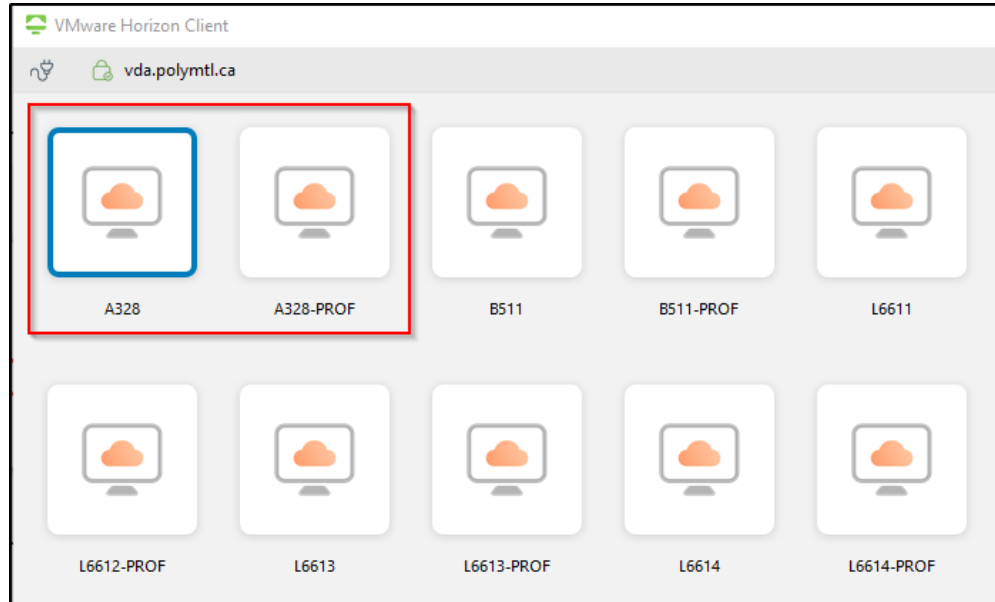 VMware Horizon Client
vda.polymtl.ca
A328 A328-PROF B511 B511-PROF L6611
L6612-PROF L6613 L6613-PROF L6614 L6614-PROF